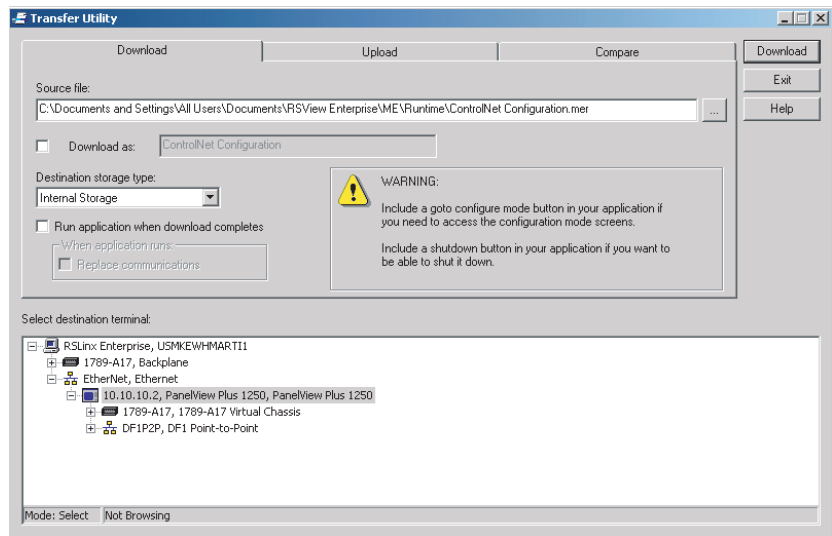 Transfer Utility
Download
Upload
Compare
Download
Exit
Help
Source file:
C:\Documents and Settings\All Users\Documents\RSView Enterprise\ME\Runtime\ControlNet Configuration.mer
...
Download as:
ControlNet Configuration
Destination storage type:
Internal Storage
Run application when download completes
When application runs:
Replace communications
WARNING:
Include a goto configure mode button in your application if
you need to access the configuration mode screens.
Include a shutdown button in your application if you want to
be able to shut it down.
Select destination terminal:
RSLinx Enterprise, USMKEWHMARTI1
1789-A17, Backplane
EtherNet, Ethernet
10.10.10.2, PanelView Plus 1250, PanelView Plus 1250
1789-A17, 1789-A17 Virtual Chassis
DF1P2P, DF1 Point-to-Point
Mode: Select Not Browsing